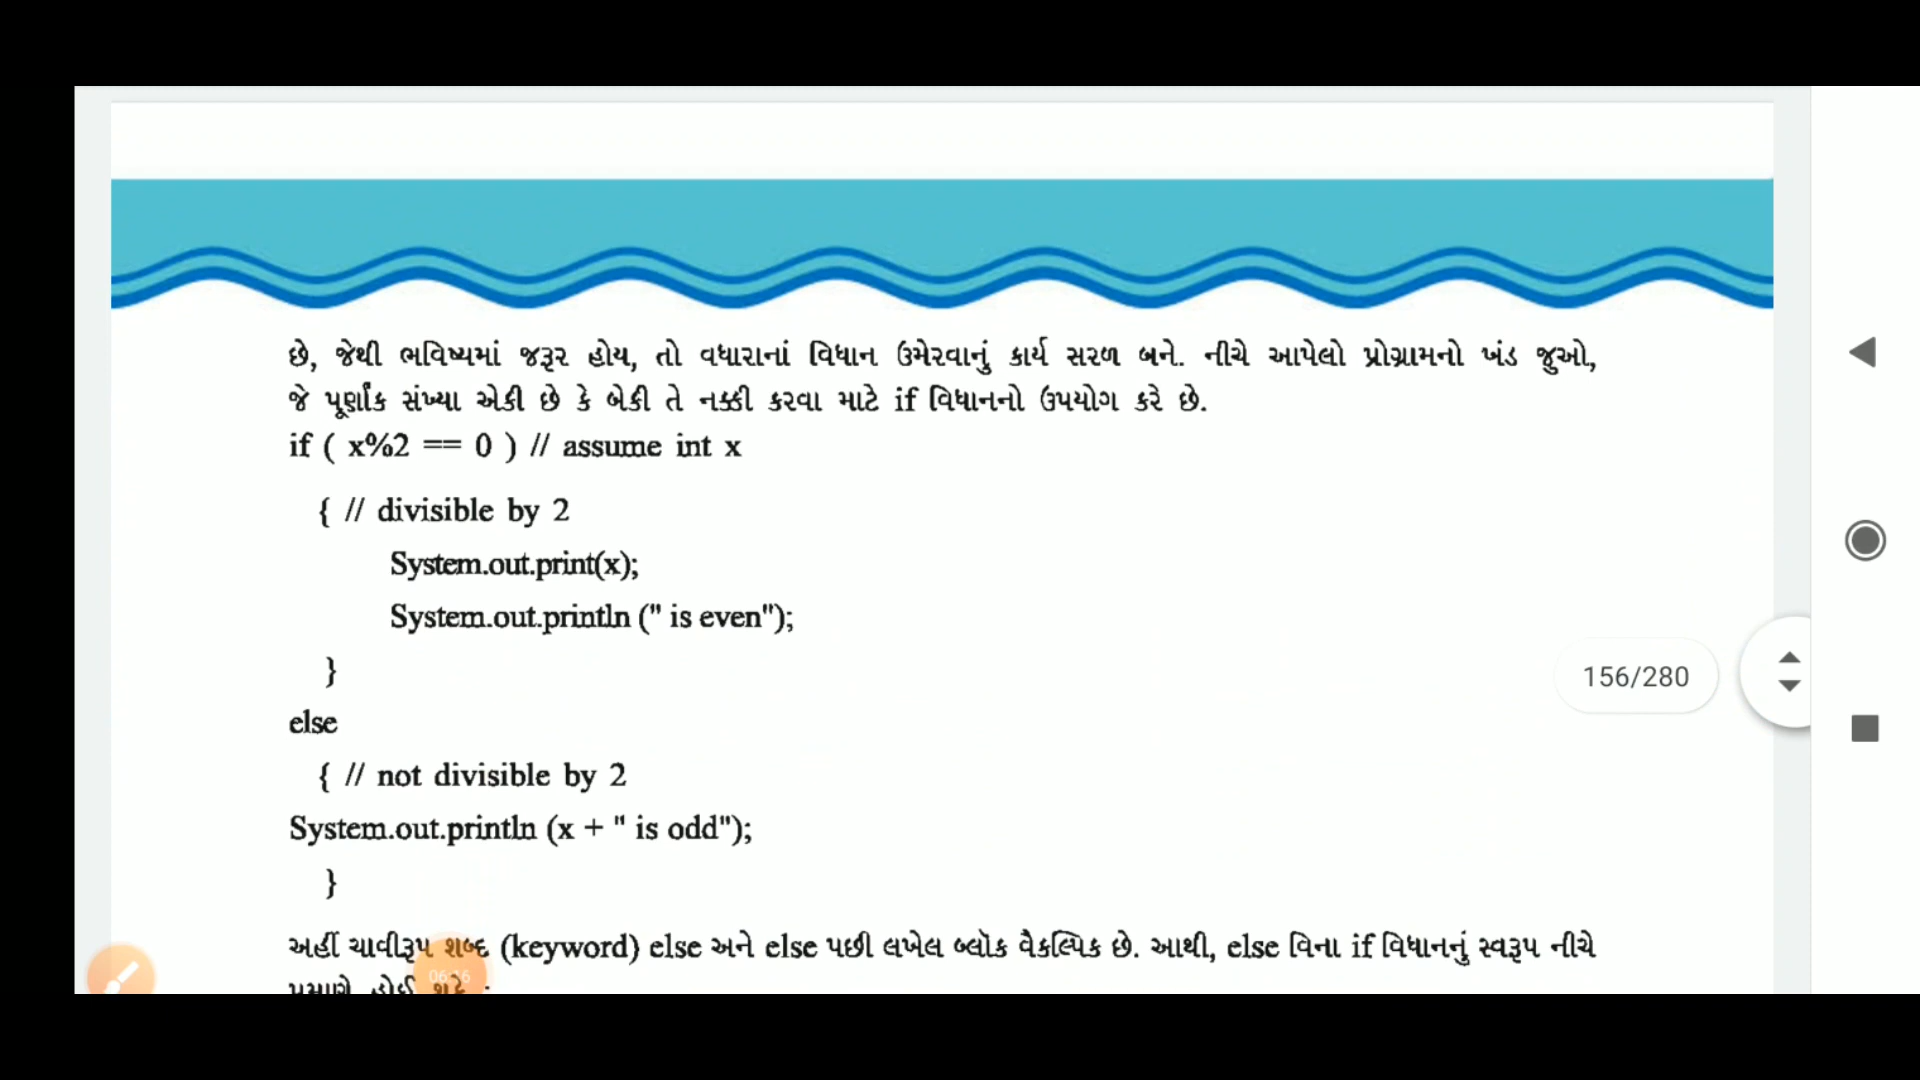 છે, જેથી ભવિષ્યમાં જરૂર હોય, તો વધારાનાં વિધાન ઉમેરવાનું કાર્ય સરળ બને. નીચે આપેલો પ્રોગ્રામનો ખંડ જુઓ,
જે પૂર્ણાંક સંખ્યા એકી છે કે બેકી તે નક્કી કરવા માટે if વિધાનનો ઉપયોગ કરે છે.
if ( x%2 == 0 ) // assume int x
{ // divisible by 2
System.out.print(x);
System.out.println (" is even");
}
156/280
else
{ // not divisible by 2
System.out.println (x + " is odd");
}
અહીં ચાવીરૂપ શબ્દ (keyword) else અને else પછી લખેલ બ્લૉક વૈકલ્પિક છે. આથી, else વિના if વિધાનનું સ્વરૂપ નીચે
06:16